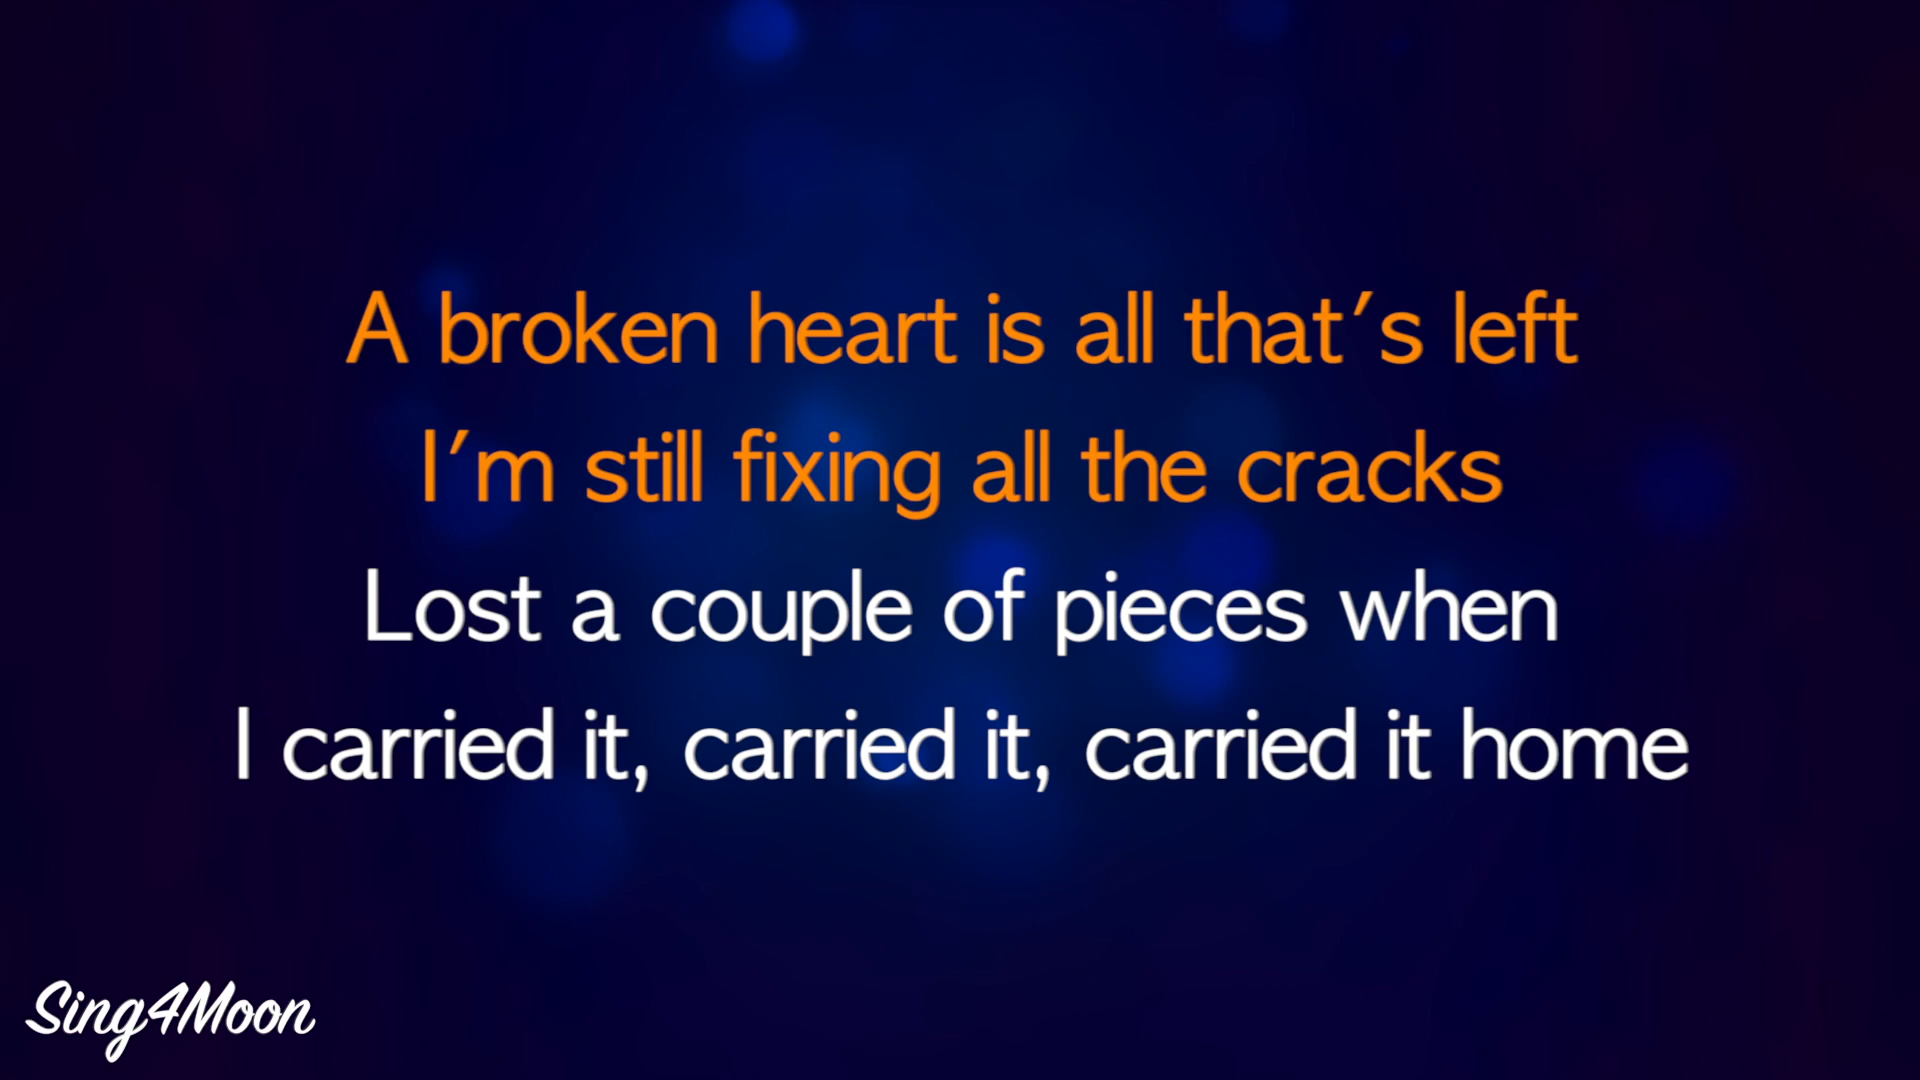 A broken heart is all that's left
I'm still fixing all the cracks
Lost a couple of pieces when
I carried it, carried it, carried it home
Sing4Moon